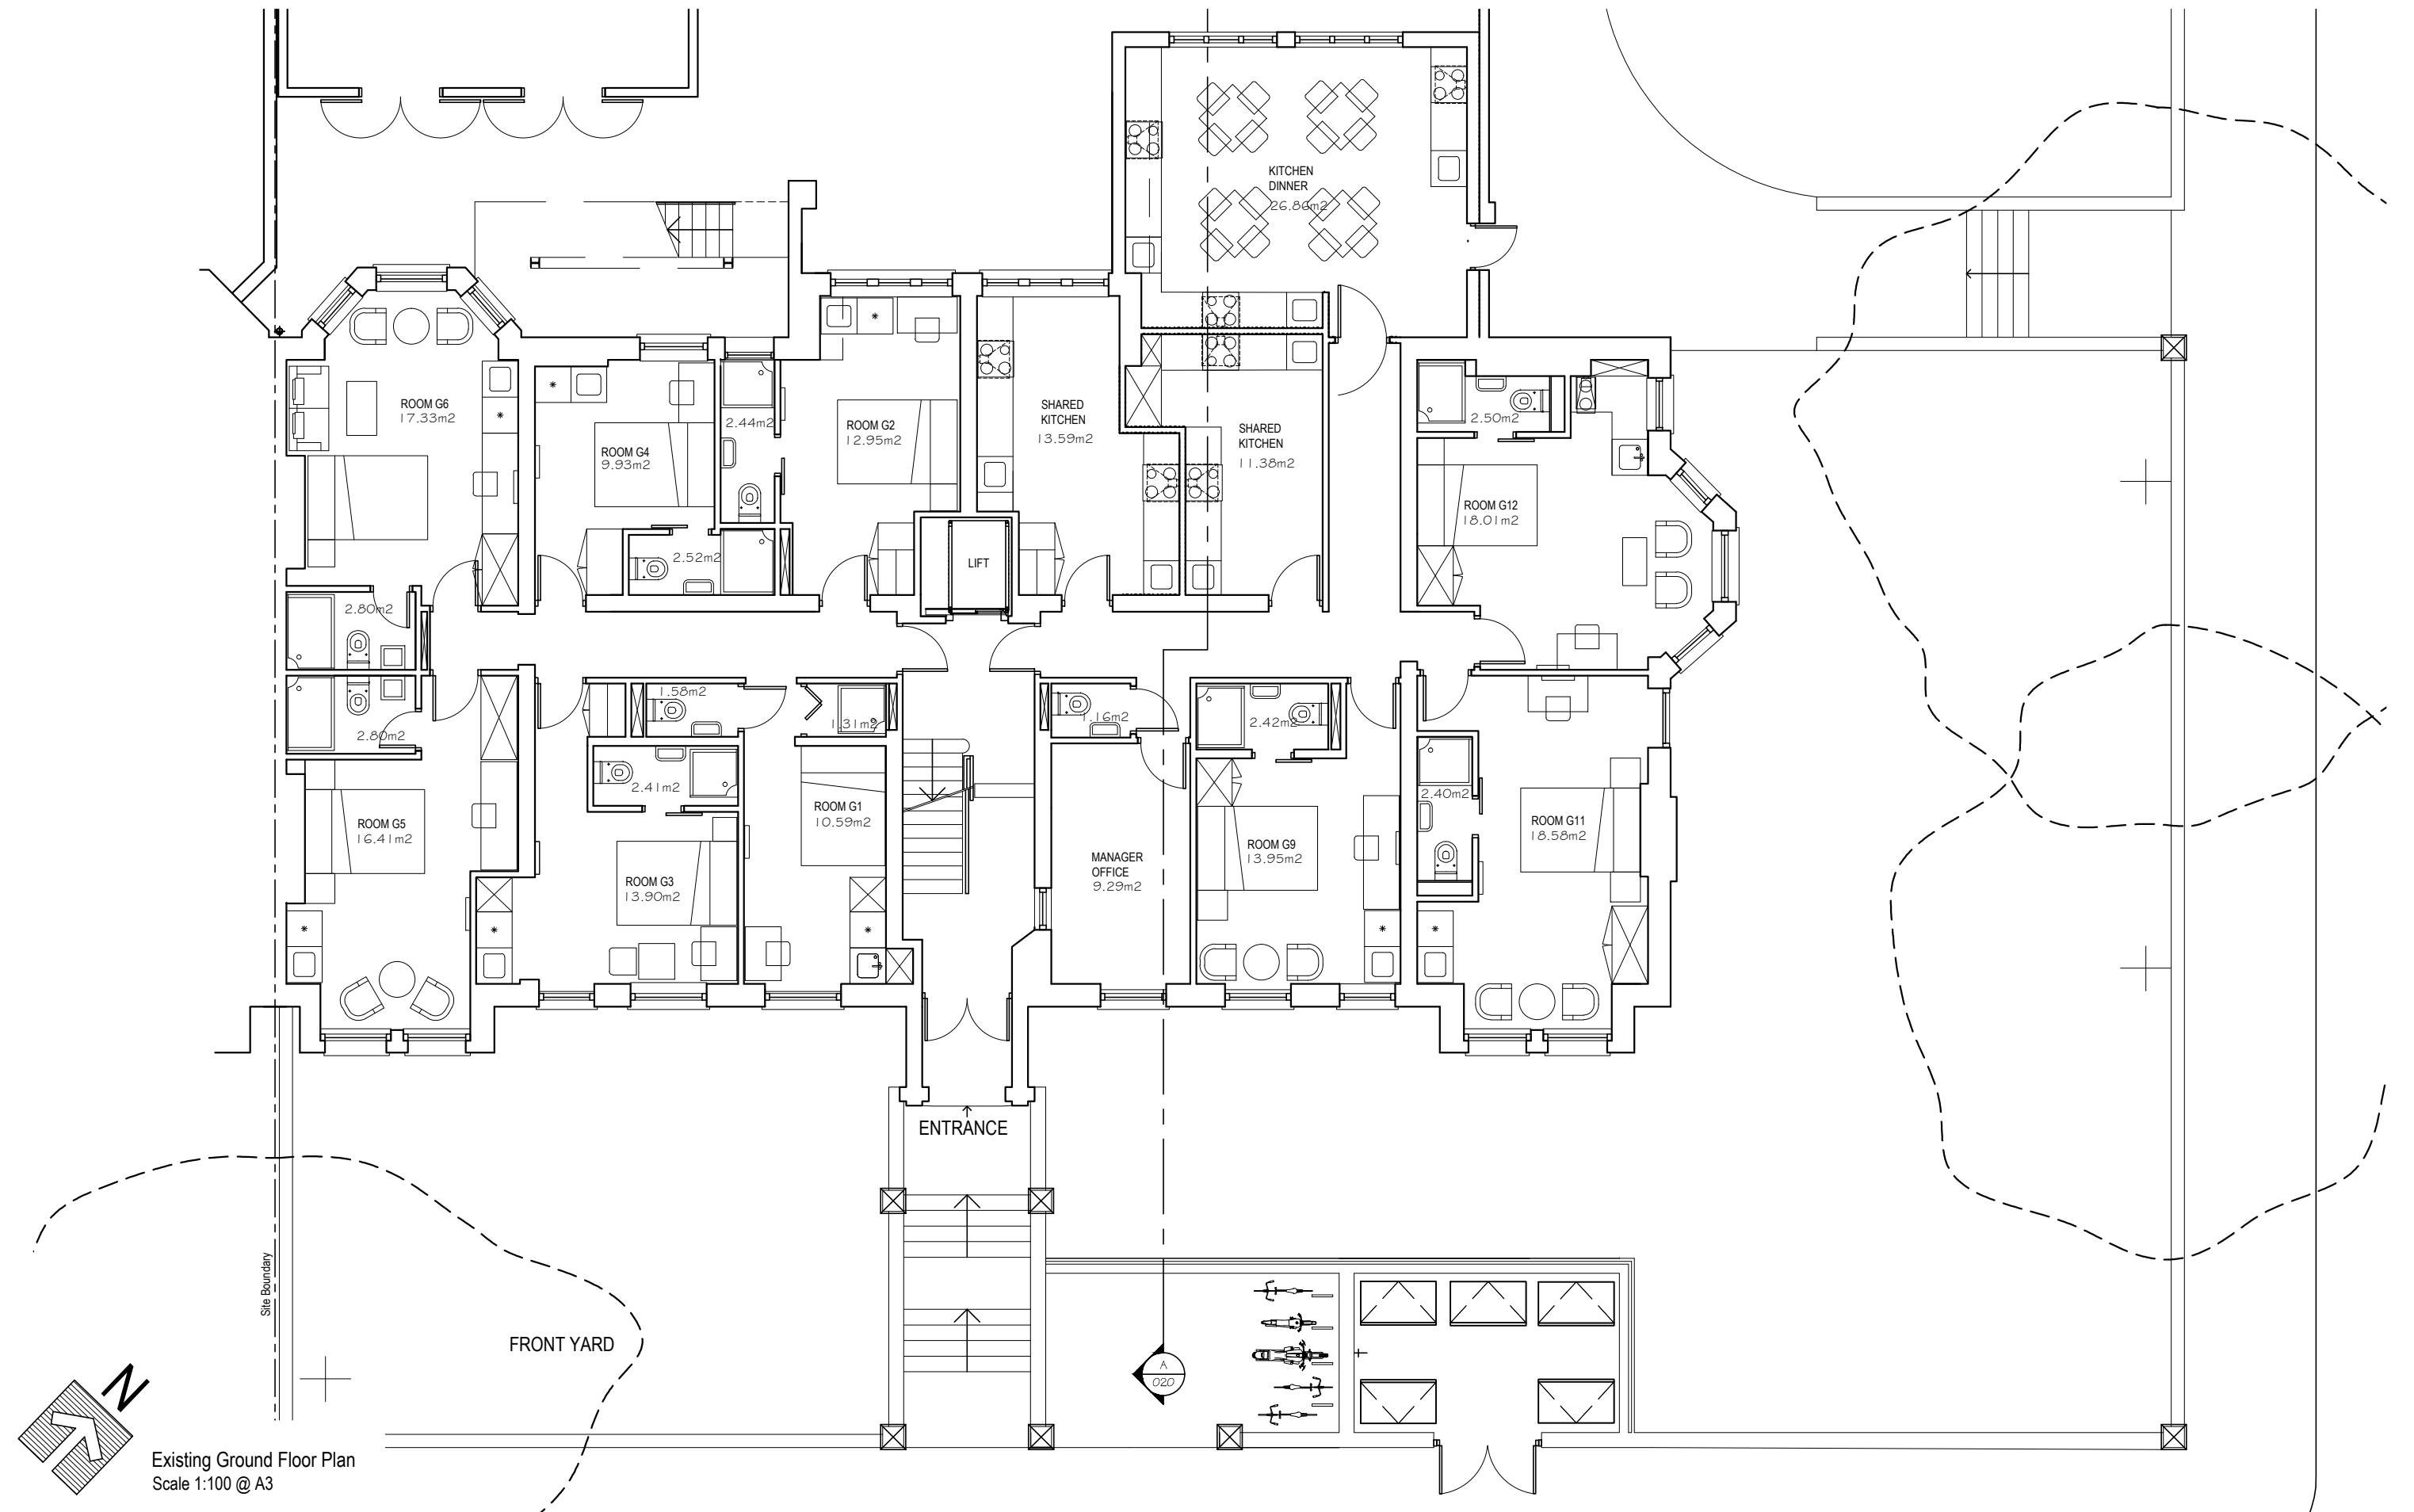 KITCHEN
DINNER
26.86m2
ROOM G6
17.33m2
ROOM G4
9.93m2
2.44m2
ROOM G2
12.95m2
SHARED
KITCHEN
13.59m2
SHARED
KITCHEN
11.38m2
2.50m2
ROOM G12
18.01m2
2.52m2
LIFT
2.80m2
2.80m2
1.58m2
1.31m2
1.16m2
2.42m2
2.41m2
2.40m2
ROOM G5
16.41m2
ROOM G3
13.90m2
ROOM G1
10.59m2
MANAGER
OFFICE
9.29m2
ROOM G9
13.95m2
ROOM G11
18.58m2
ENTRANCE
Site Boundary
FRONT YARD
A
020
N
Existing Ground Floor Plan
Scale 1:100 @ A3